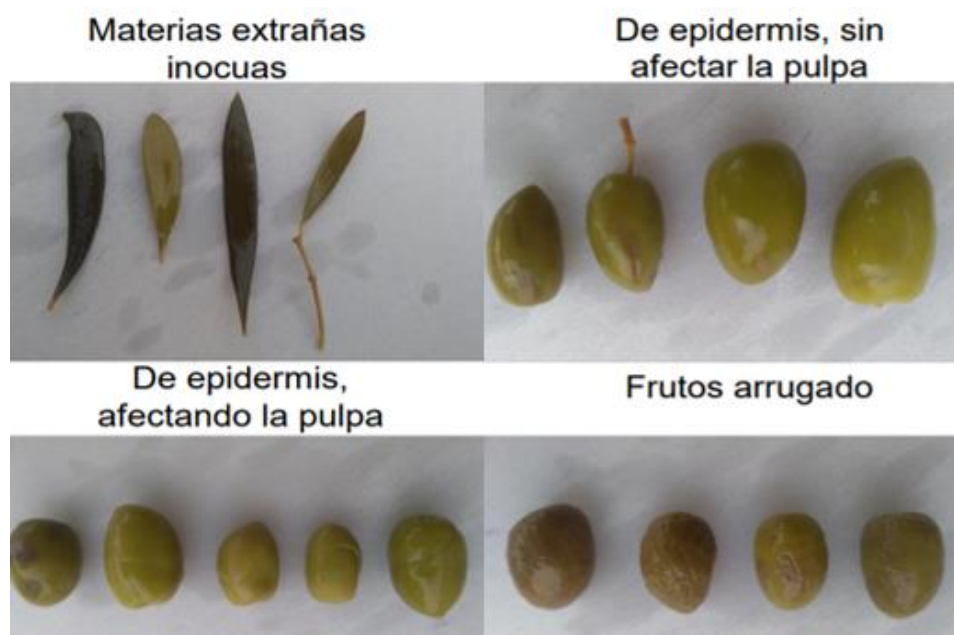 Materias extrañas
inocuas
De epidermis, sin
afectar la pulpa
De epidermis,
afectando la pulpa
Frutos arrugado